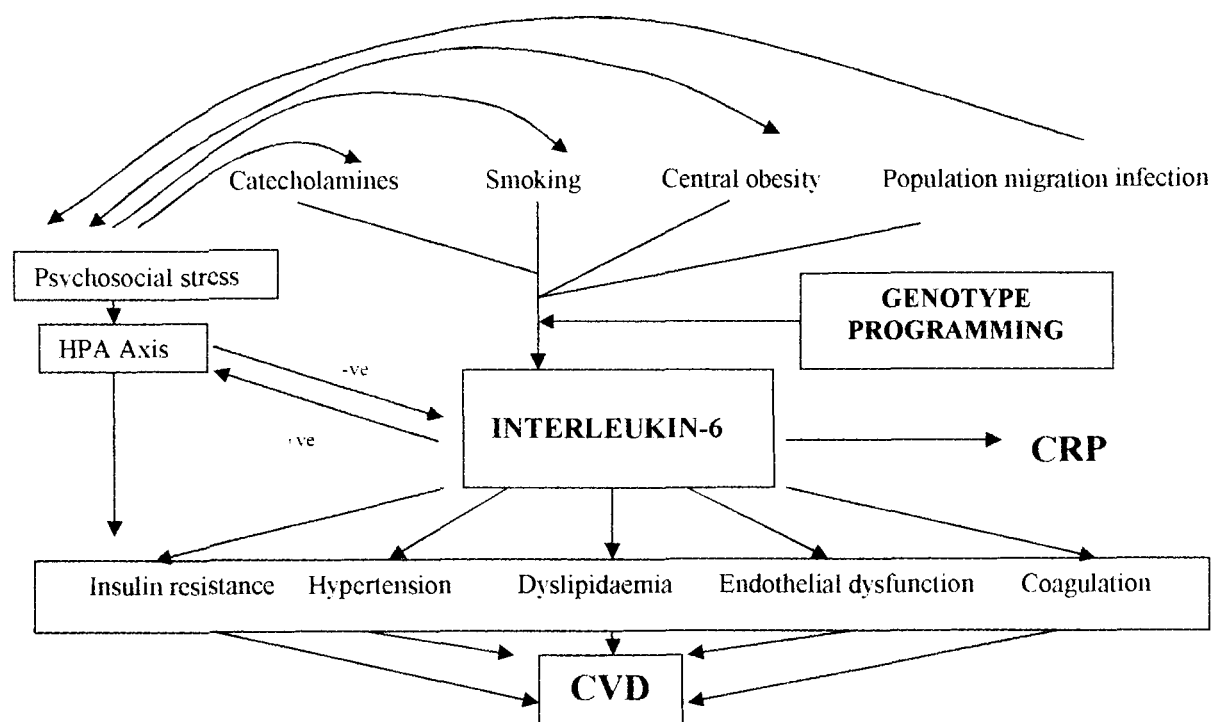 Catecholamines Smoking Central obesity Population migration infection
Psychosocial stress
GENOTYPE
PROGRAMMING
HPA Axis
-ve
INTERLEUKIN-6
+ve
CRP
Insulin resistance Hypertension Dyslipidaemia Endothelial dysfunction Coagulation
CVD